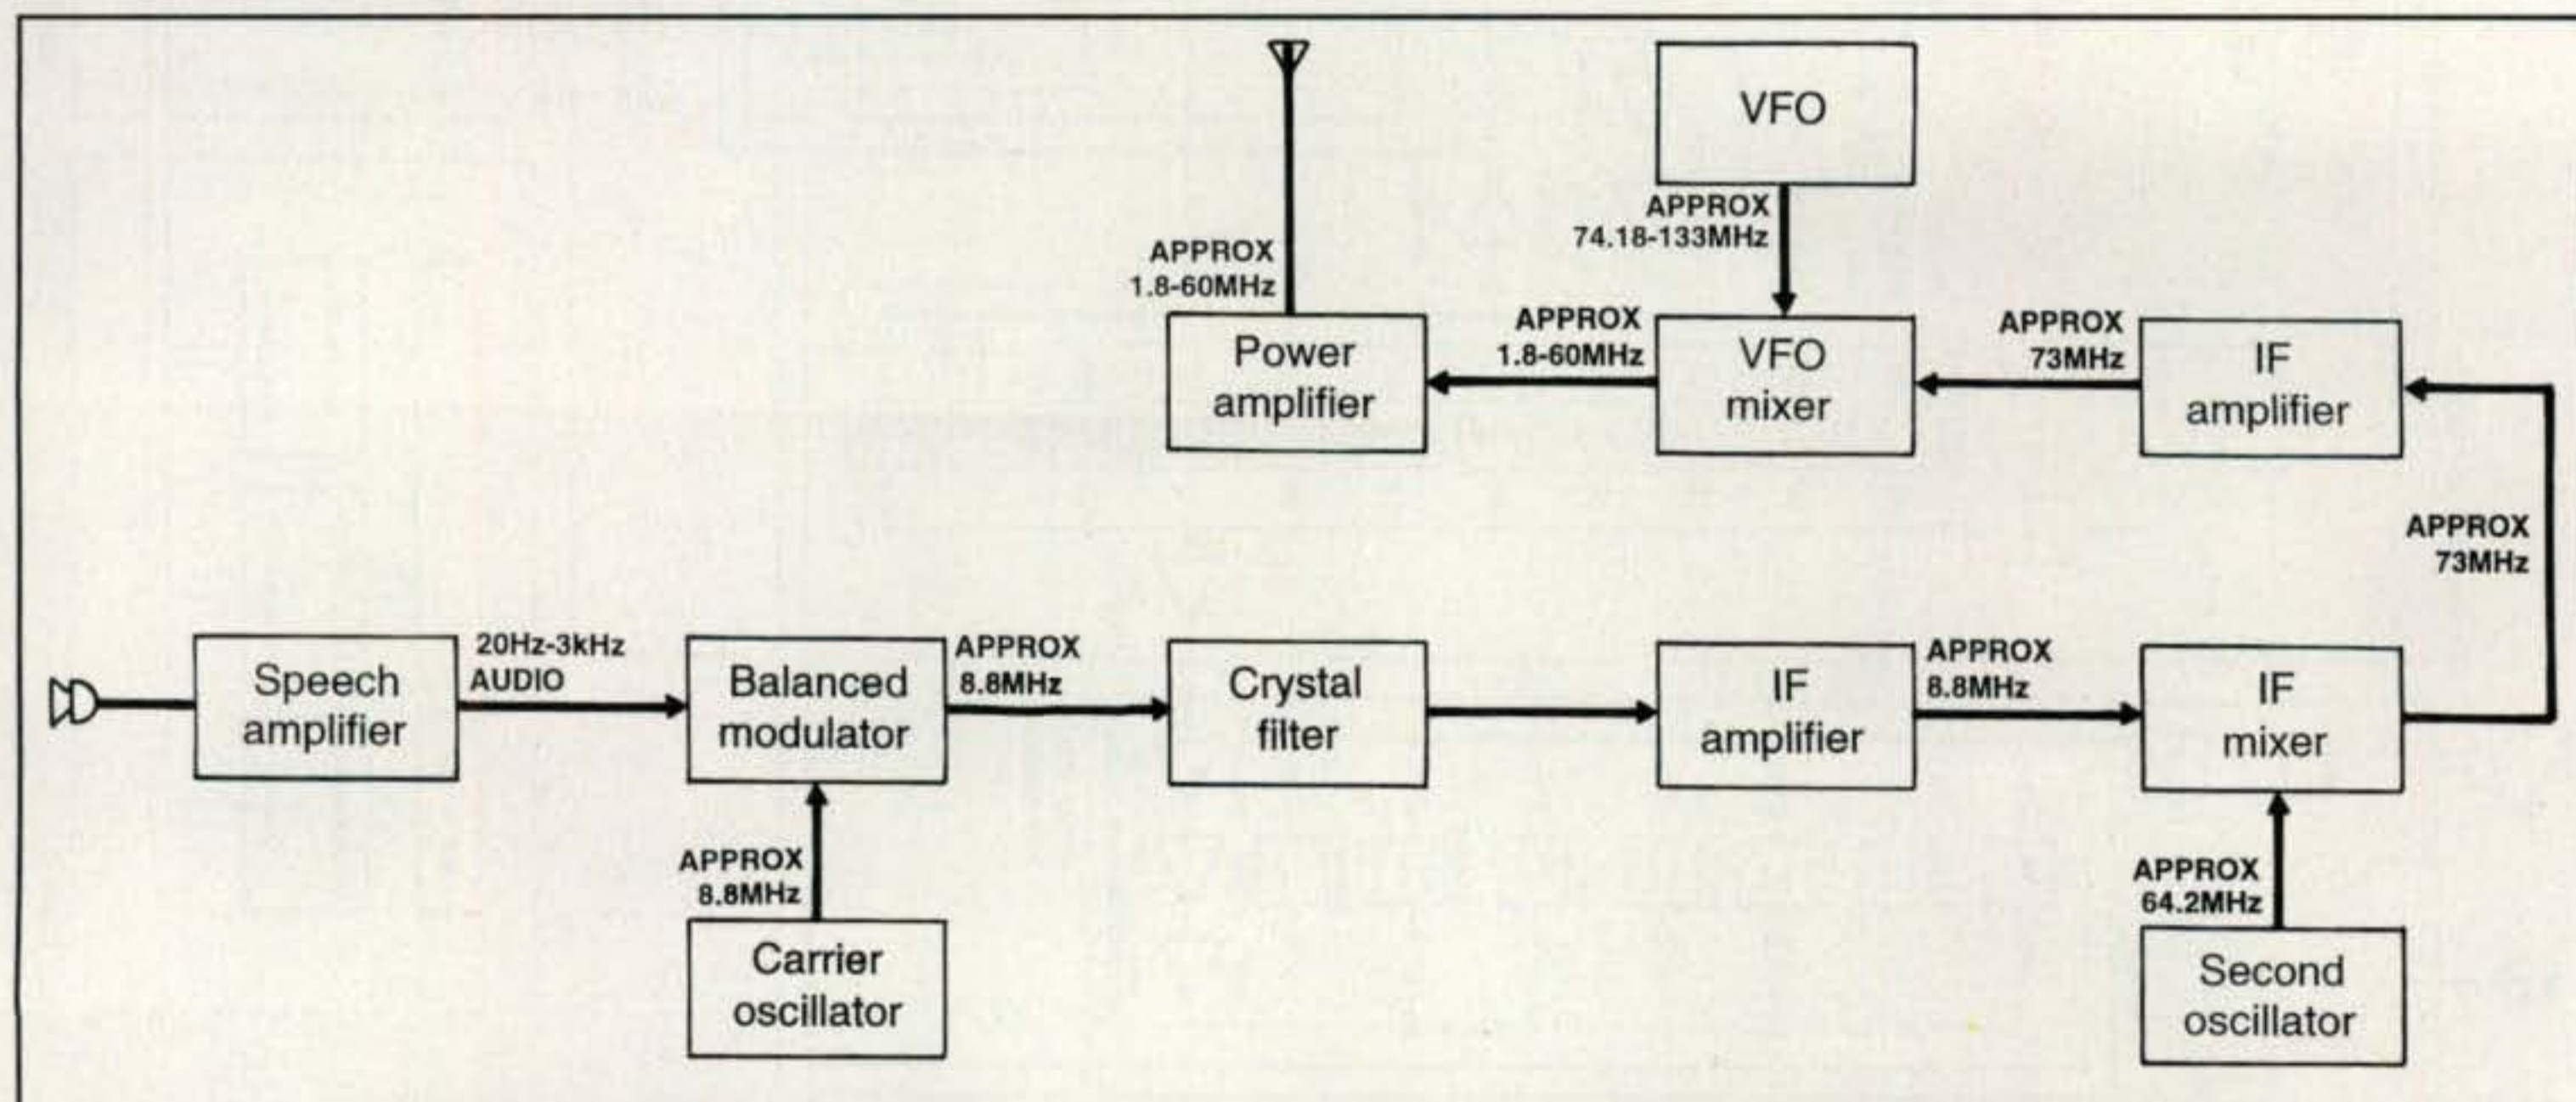 VFO
APPROX
74.18-133MHz
APPROX
1.8-60MHz
Power
amplifier
APPROX
1.8-60MHz
VFO
mixer
APPROX
73MHz
IF
amplifier
APPROX
73MHz
Speech
amplifier
20Hz-3kHz
AUDIO
Balanced
modulator
APPROX
8.8MHz
Crystal
filter
IF
amplifier
APPROX
8.8MHz
IF
mixer
APPROX
8.8MHz
Carrier
oscillator
APPROX
64.2MHz
Second
oscillator